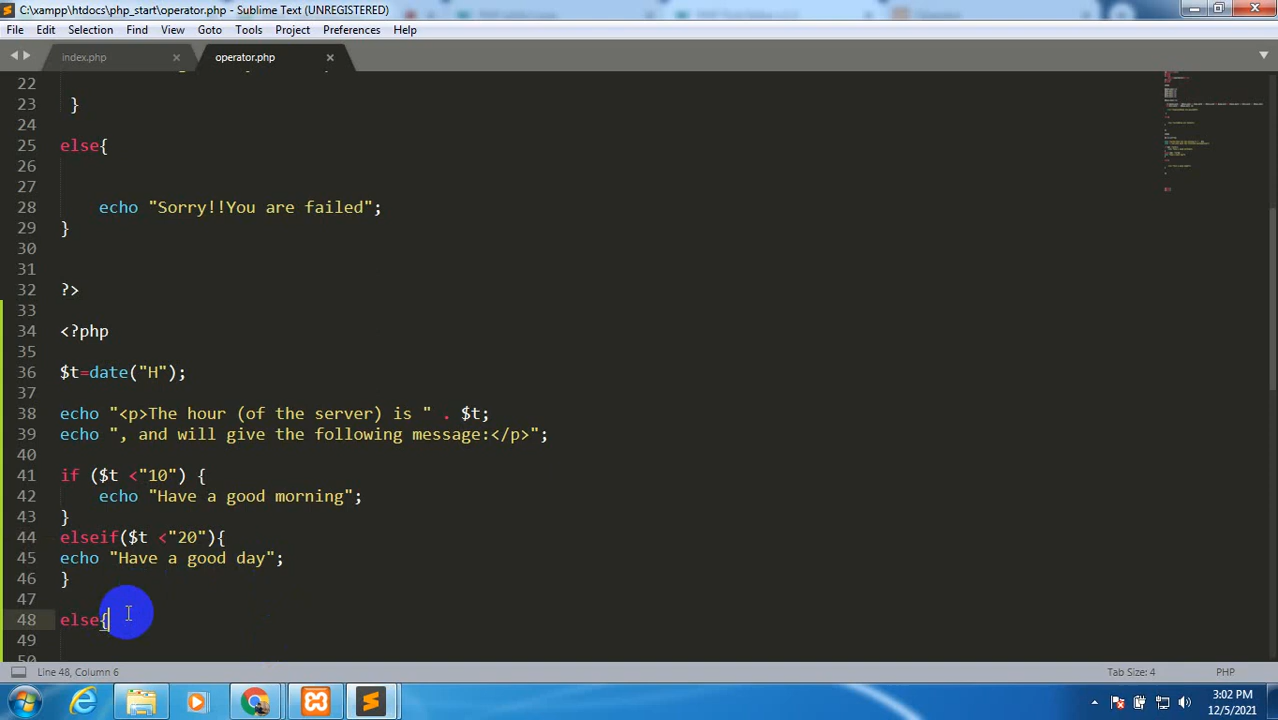 C:\xampp\htdocs\php_start\operator.php - Sublime Text (UNREGISTERED)
File Edit Selection Find View Goto Tools Project Preferences Help
index.php operator.php
22
23 }
24
25 else{
26
27
28 echo "Sorry!!You are failed";
29 }
30
31
32 ?>
33
34 <?php
35
36 $t=date("H");
37
38 echo "<p>The hour (of the server) is " . $t;
39 echo ", and will give the following message:</p>";
40
41 if ($t <"10") {
42 echo "Have a good morning";
43 }
44 elseif($t <"20"){
45 echo "Have a good day";
46 }
47
48 else{
49
50
Line 48, Column 6 Tab Size: 4 PHP
3:02 PM
12/5/2021